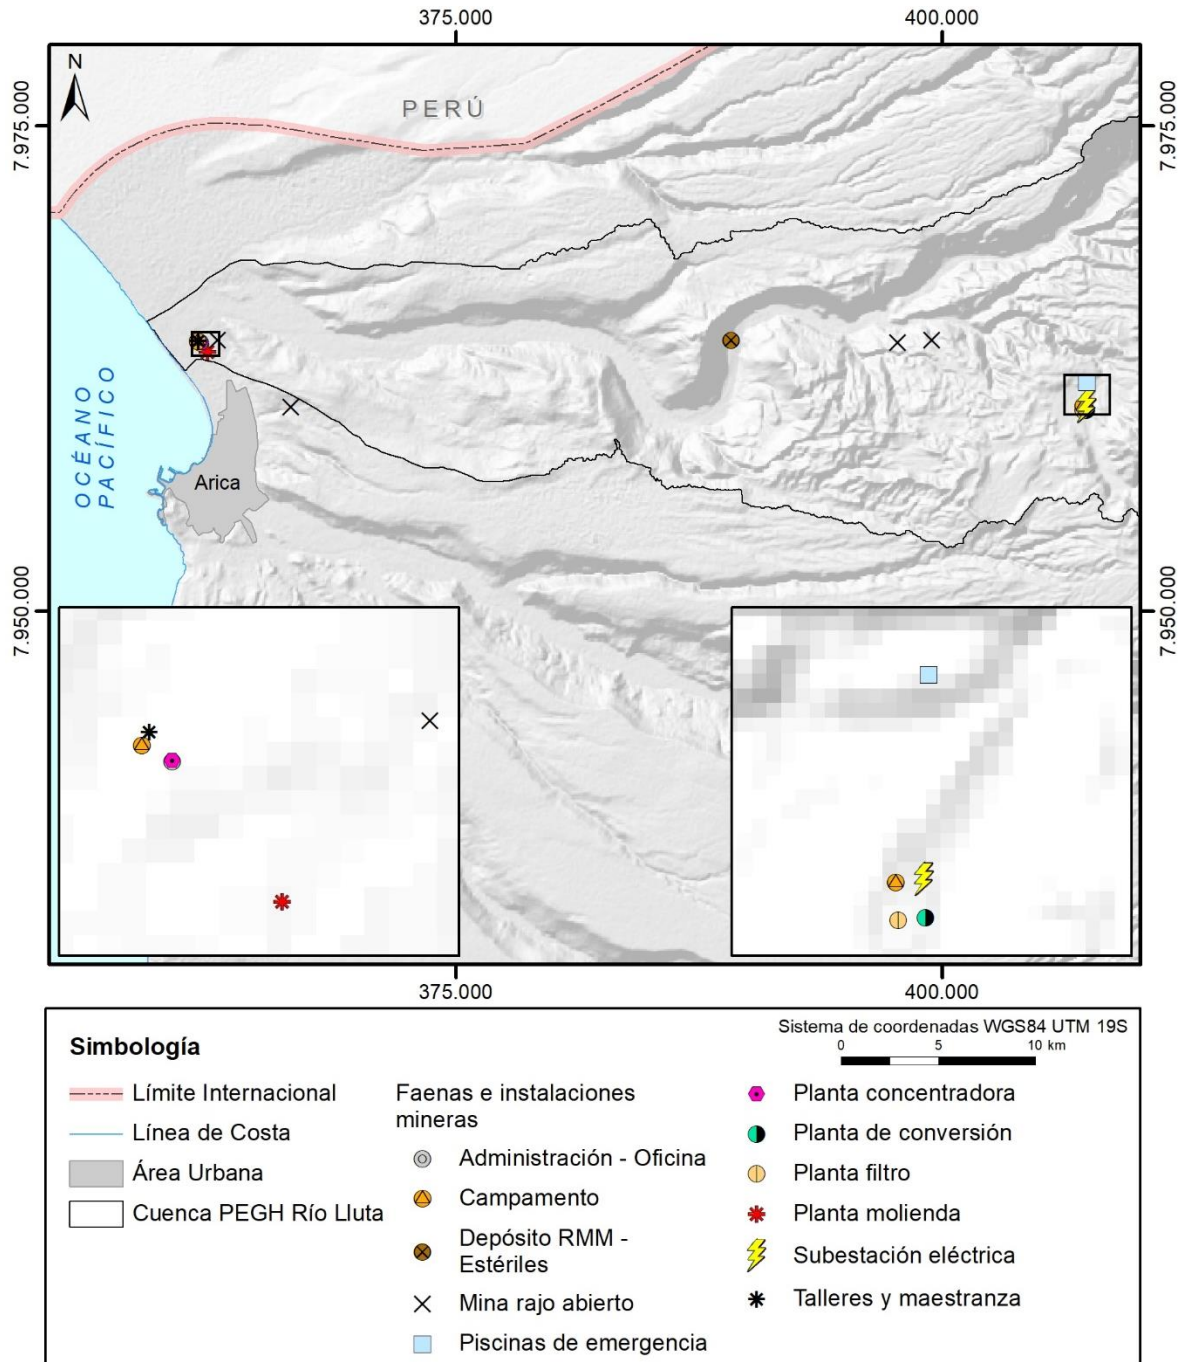 375.000
400.000
N
PERÚ
7.975.000
7.975.000
OCÉANO
PACÍFICO
Arica
7.950.000
7.950.000
375.000
400.000
Sistema de coordenadas WGS84 UTM 19S
0 5 10 km
Simbología
Límite Internacional
Línea de Costa
Área Urbana
Cuenca PEGH Río Lluta
Faenas e instalaciones
mineras
Administración - Oficina
Campamento
Depósito RMM -
Estériles
Mina rajo abierto
Piscinas de emergencia
Planta concentradora
Planta de conversión
Planta filtro
Planta molienda
Subestación eléctrica
Talleres y maestranza